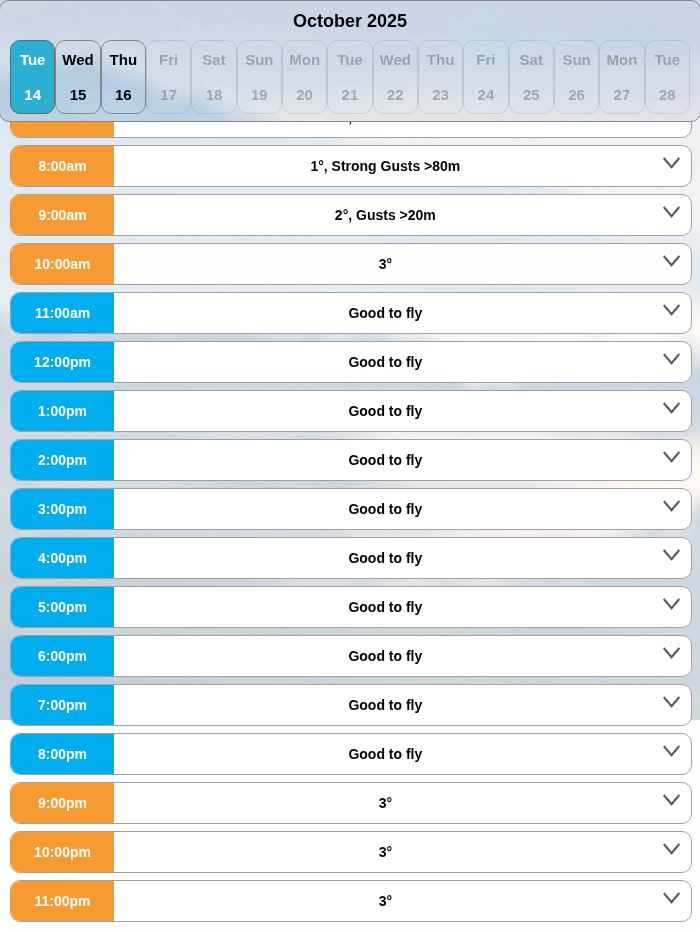 October 2025
Tue Wed Thu Fri Sat Sun Mon Tue Wed Thu Fri Sat Sun Mon Tue
14 15 16 17 18 19 20 21 22 23 24 25 26 27 28
8:00am 1°, Strong Gusts >80m
9:00am 2°, Gusts >20m
10:00am 3°
11:00am Good to fly
12:00pm Good to fly
1:00pm Good to fly
2:00pm Good to fly
3:00pm Good to fly
4:00pm Good to fly
5:00pm Good to fly
6:00pm Good to fly
7:00pm Good to fly
8:00pm Good to fly
9:00pm 3°
10:00pm 3°
11:00pm 3°